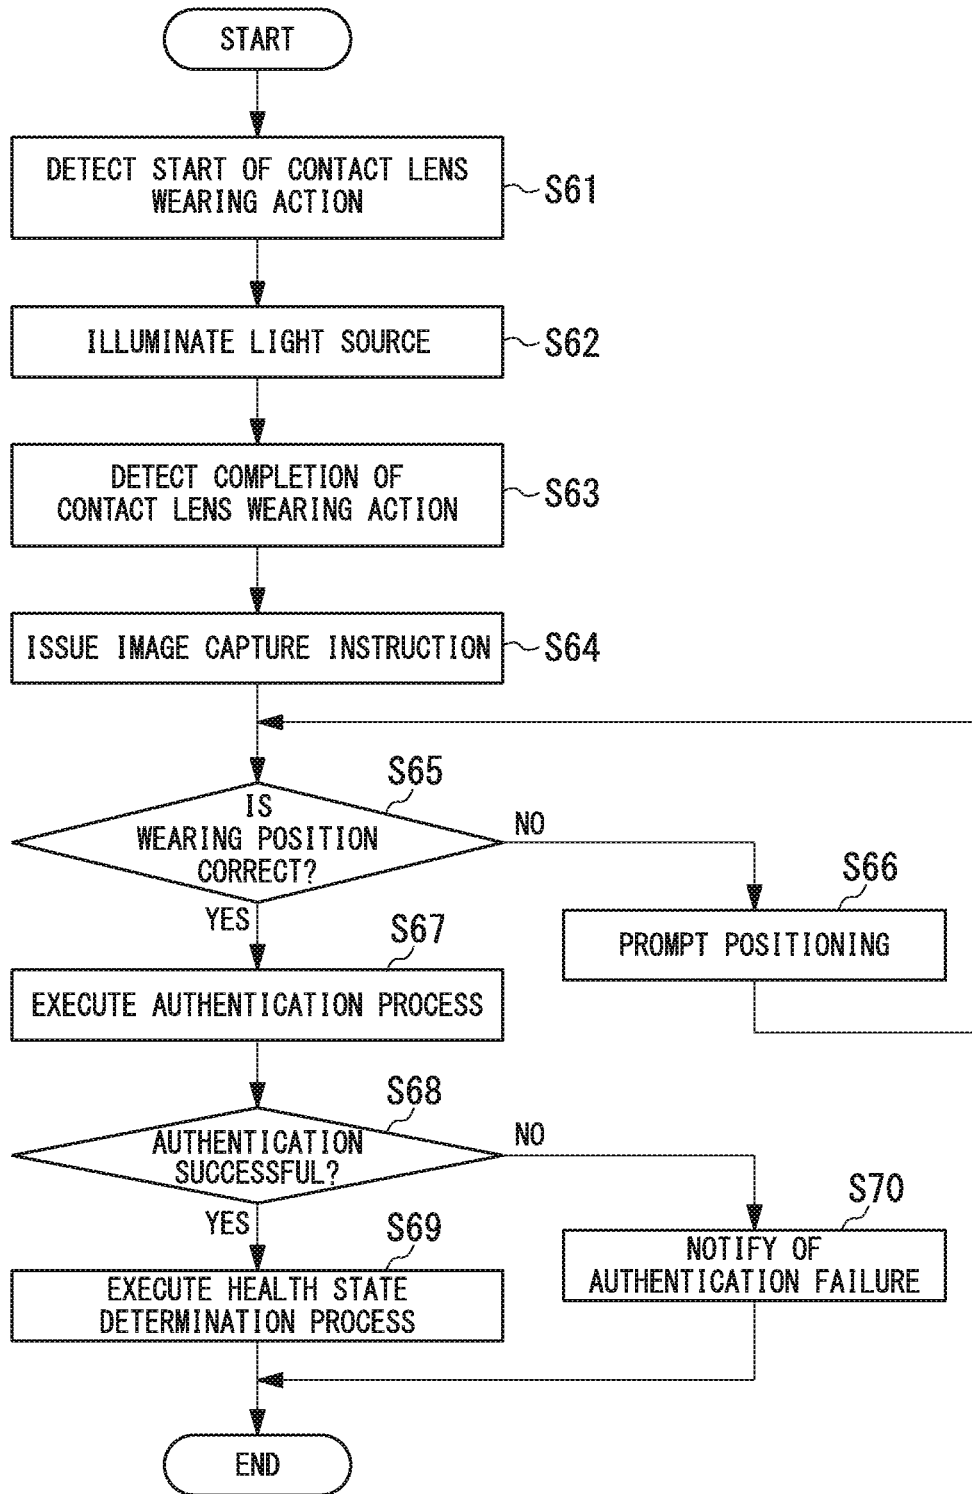 START
DETECT START OF CONTACT LENS
WEARING ACTION
S61
ILLUMINATE LIGHT SOURCE
S62
DETECT COMPLETION OF
CONTACT LENS WEARING ACTION
S63
ISSUE IMAGE CAPTURE INSTRUCTION
S64
S65
IS
WEARING POSITION
CORRECT?
NO
YES
S66
PROMPT POSITIONING
S67
EXECUTE AUTHENTICATION PROCESS
S68
AUTHENTICATION
SUCCESSFUL?
NO
YES
S70
NOTIFY OF
AUTHENTICATION FAILURE
S69
EXECUTE HEALTH STATE
DETERMINATION PROCESS
END